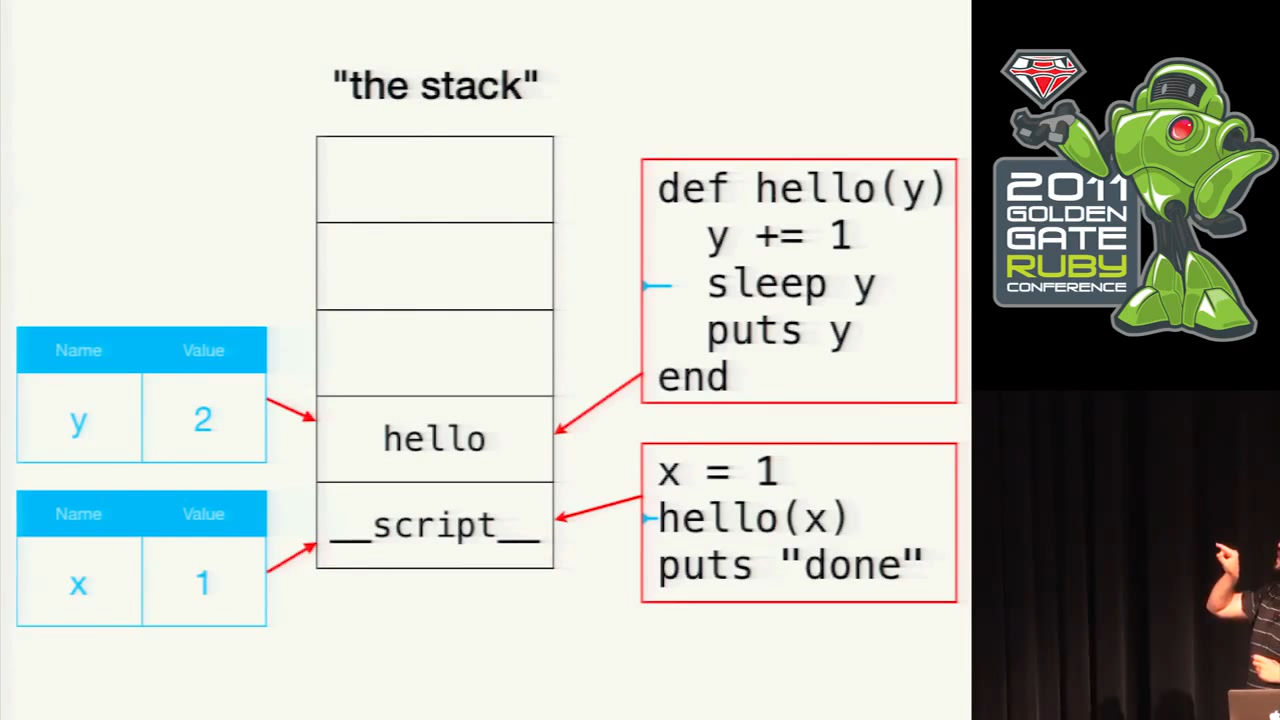 "the stack"
Name Value
y 2
Name Value
x 1
hello
__script__
def hello(y)
  y += 1
  sleep y
  puts y
end
x = 1
hello(x)
puts "done"
2011
GOLDEN
GATE
RUBY
CONFERENCE